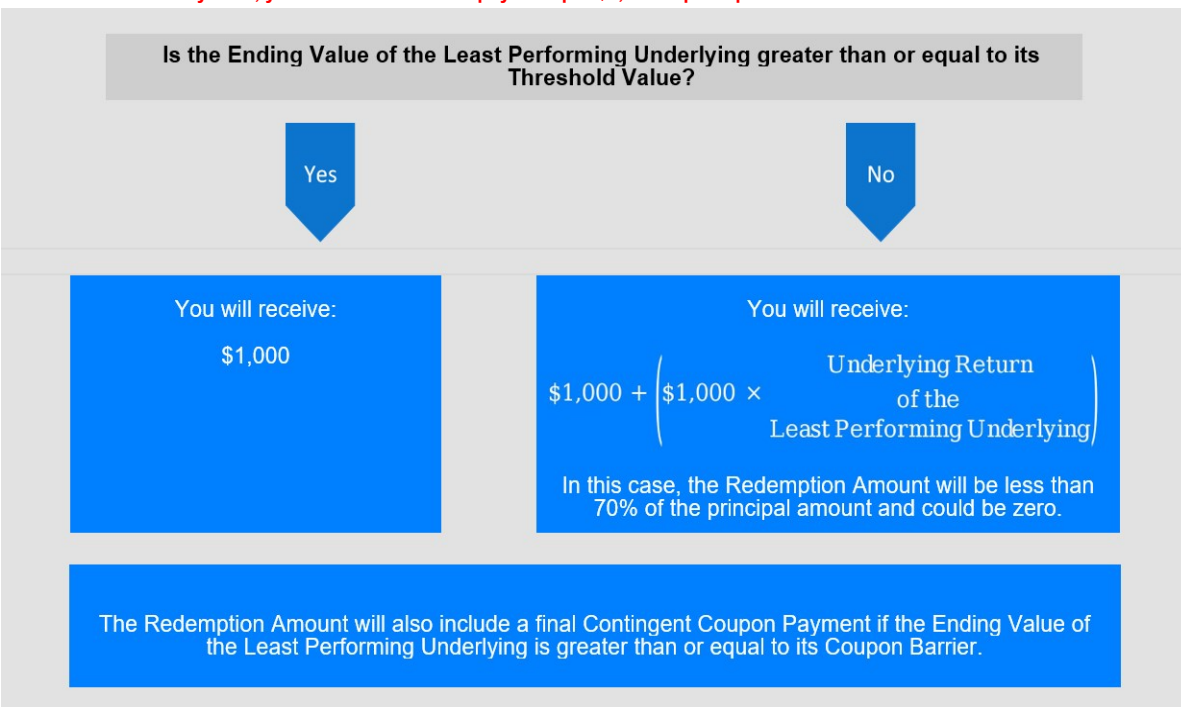 Is the Ending Value of the Least Performing Underlying greater than or equal to its
Threshold Value?
Yes
No
You will receive:
$1,000
You will receive:
$1,000 + ($1,000 × Underlying Return
of the
Least Performing Underlying)
In this case, the Redemption Amount will be less than
70% of the principal amount and could be zero.
The Redemption Amount will also include a final Contingent Coupon Payment if the Ending Value of
the Least Performing Underlying is greater than or equal to its Coupon Barrier.